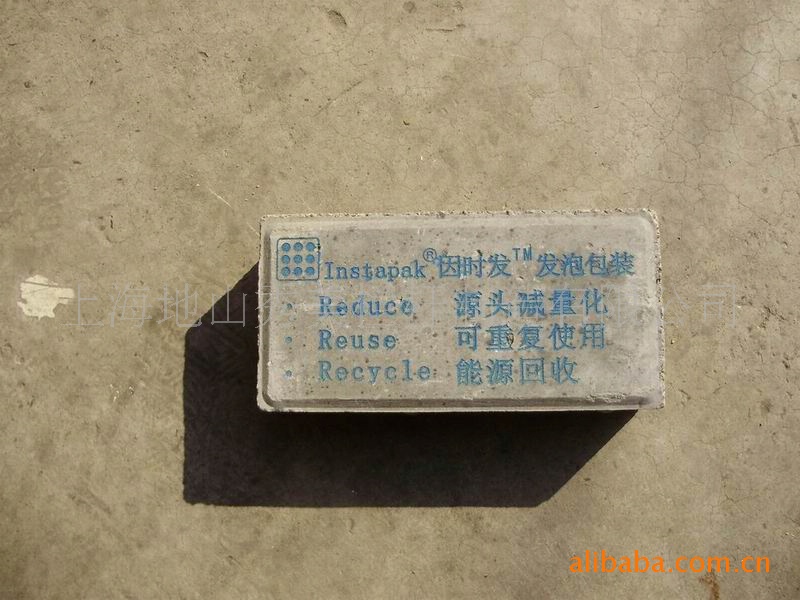 Instapak® 因时发™ 发泡包装
· Reduce 源头减量化
· Reuse 可重复使用
· Recycle 能源回收
上海地山
alibaba.com.cn